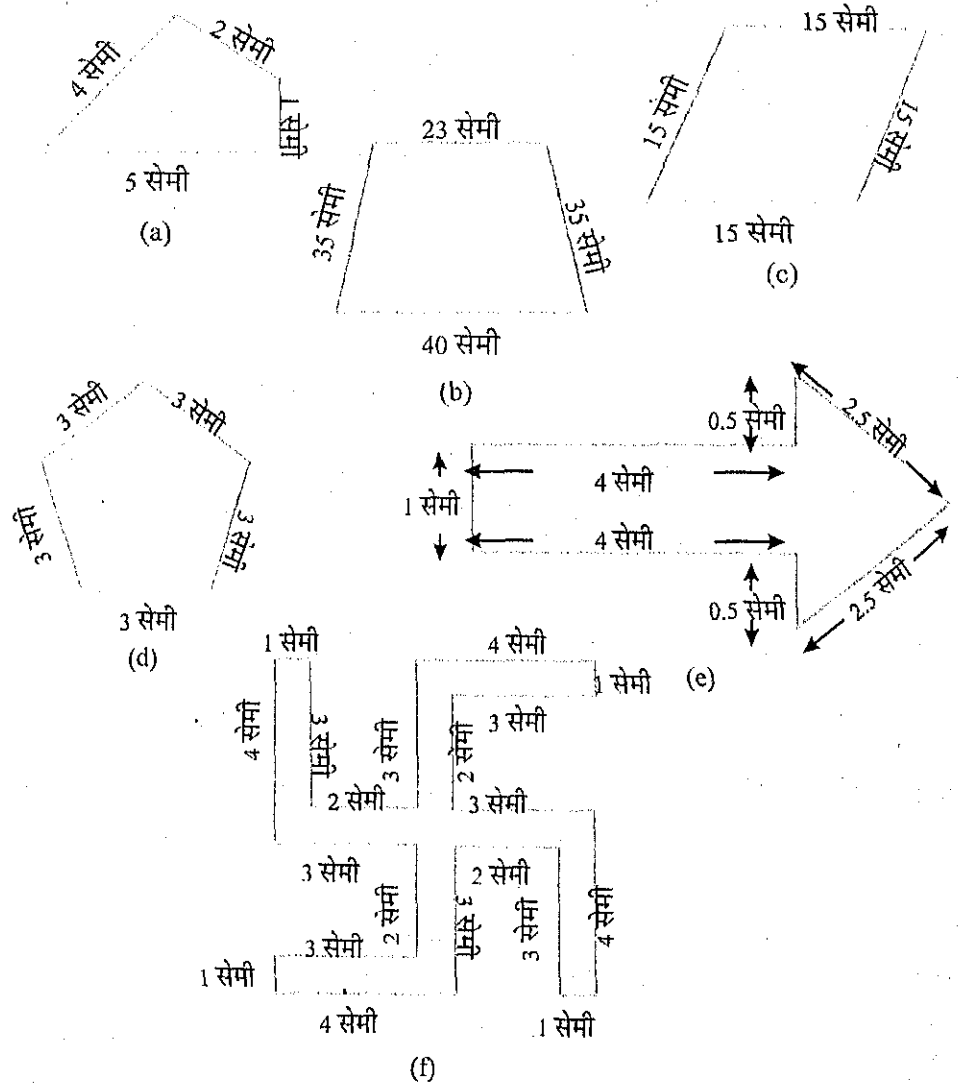 4 सेमी
2 सेमी
1 सेमी
5 सेमी
(a)
23 सेमी
35 सेमी
35 सेमी
40 सेमी
(b)
15 सेमी
15 सेमी
15 सेमी
15 सेमी
(c)
3 सेमी
3 सेमी
3 सेमी
3 सेमी
3 सेमी
(d)
0.5 सेमी
2.5 सेमी
4 सेमी
1 सेमी
4 सेमी
0.5 सेमी
2.5 सेमी
(e)
1 सेमी
4 सेमी
1 सेमी
4 सेमी
3 सेमी
3 सेमी
2 सेमी
3 सेमी
2 सेमी
3 सेमी
3 सेमी
2 सेमी
2 सेमी
3 सेमी
3 सेमी
4 सेमी
3 सेमी
1 सेमी
4 सेमी
1 सेमी
(f)